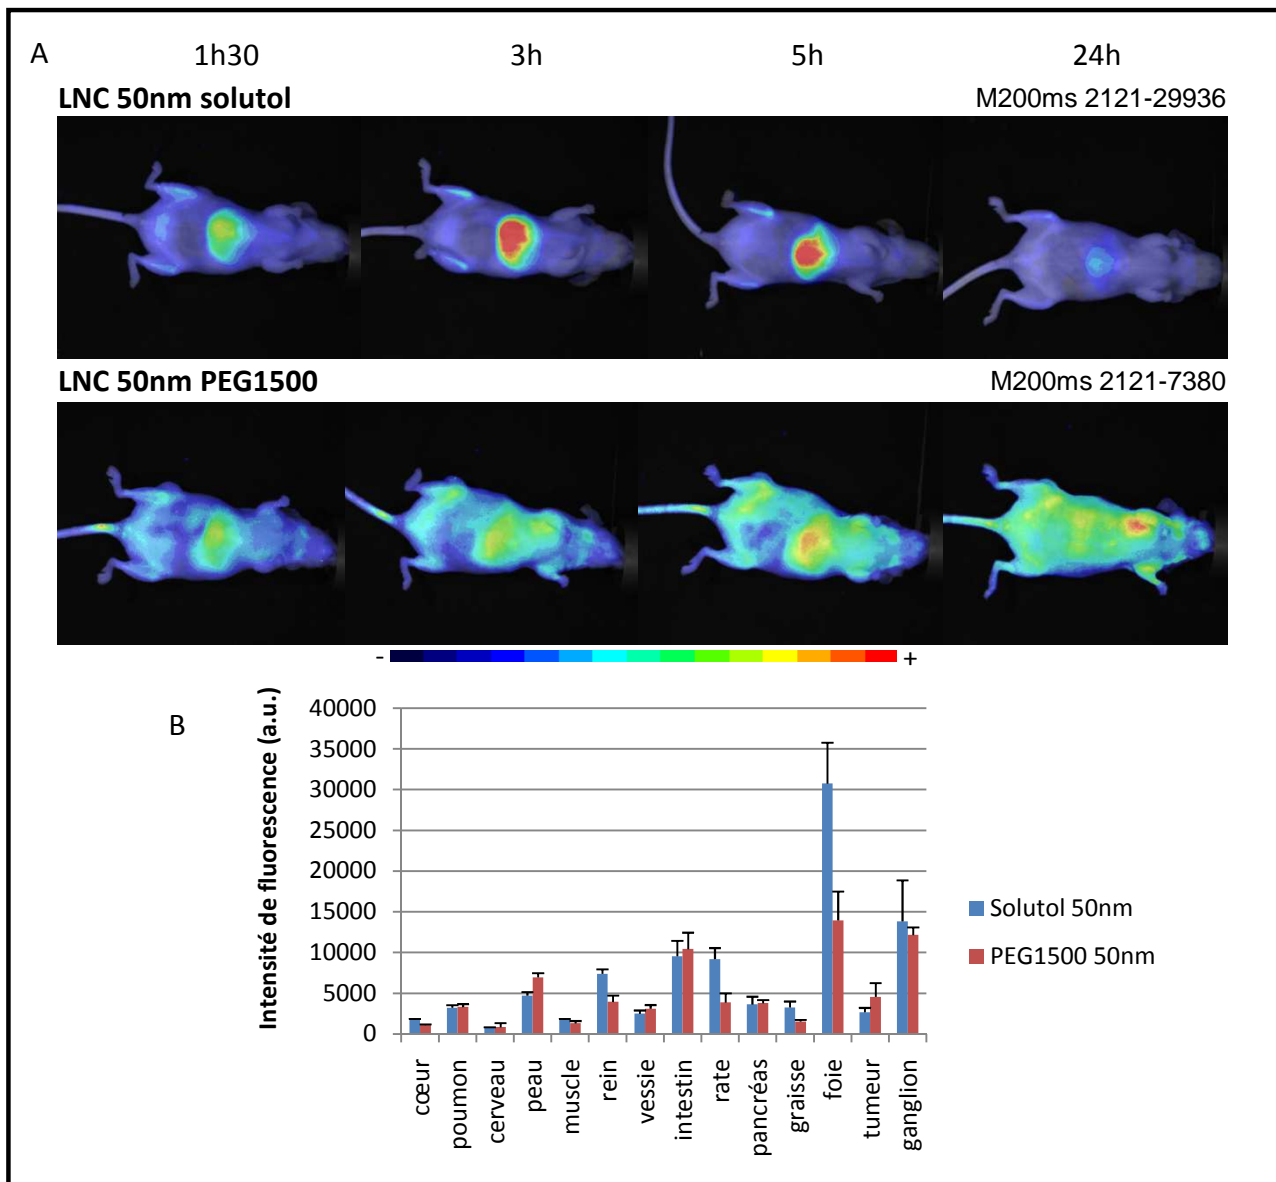 A
1h30 3h 5h 24h
LNC 50nm solutol M200ms 2121-29936
LNC 50nm PEG1500 M200ms 2121-7380
- +
B
Intensité de fluorescence (a.u.)
40000
35000
30000
25000
20000
15000
10000
5000
0
cœur
poumon
cerveau
peau
muscle
rein
vessie
intestin
rate
pancréas
graisse
foie
tumeur
ganglion
Solutol 50nm
PEG1500 50nm